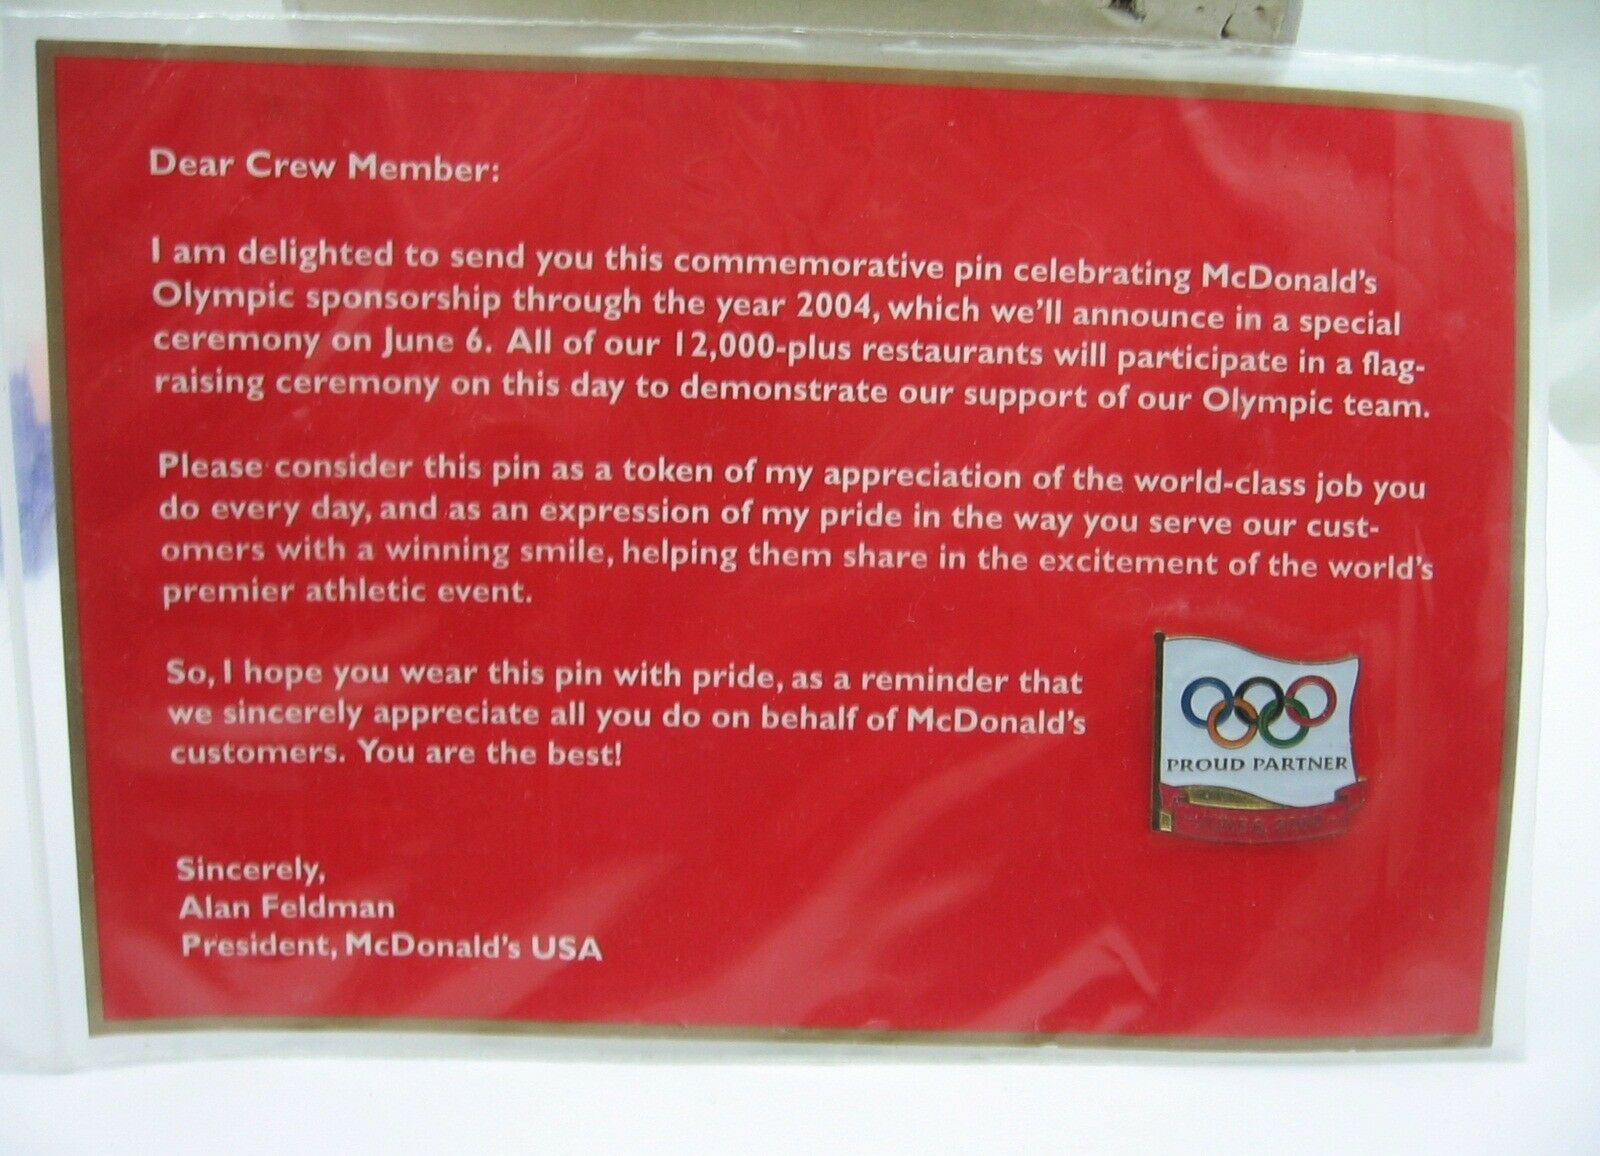 Dear Crew Member:
I am delighted to send you this commemorative pin celebrating McDonald's
Olympic sponsorship through the year 2004, which we'll announce in a special
ceremony on June 6. All of our 12,000-plus restaurants will participate in a flag-
raising ceremony on this day to demonstrate our support of our Olympic team.
Please consider this pin as a token of my appreciation of the world-class job you
do every day, and as an expression of my pride in the way you serve our cust-
omers with a winning smile, helping them share in the excitement of the world's
premier athletic event.
So, I hope you wear this pin with pride, as a reminder that
we sincerely appreciate all you do on behalf of McDonald's
customers. You are the best!
PROUD PARTNER
Sincerely,
Alan Feldman
President, McDonald's USA